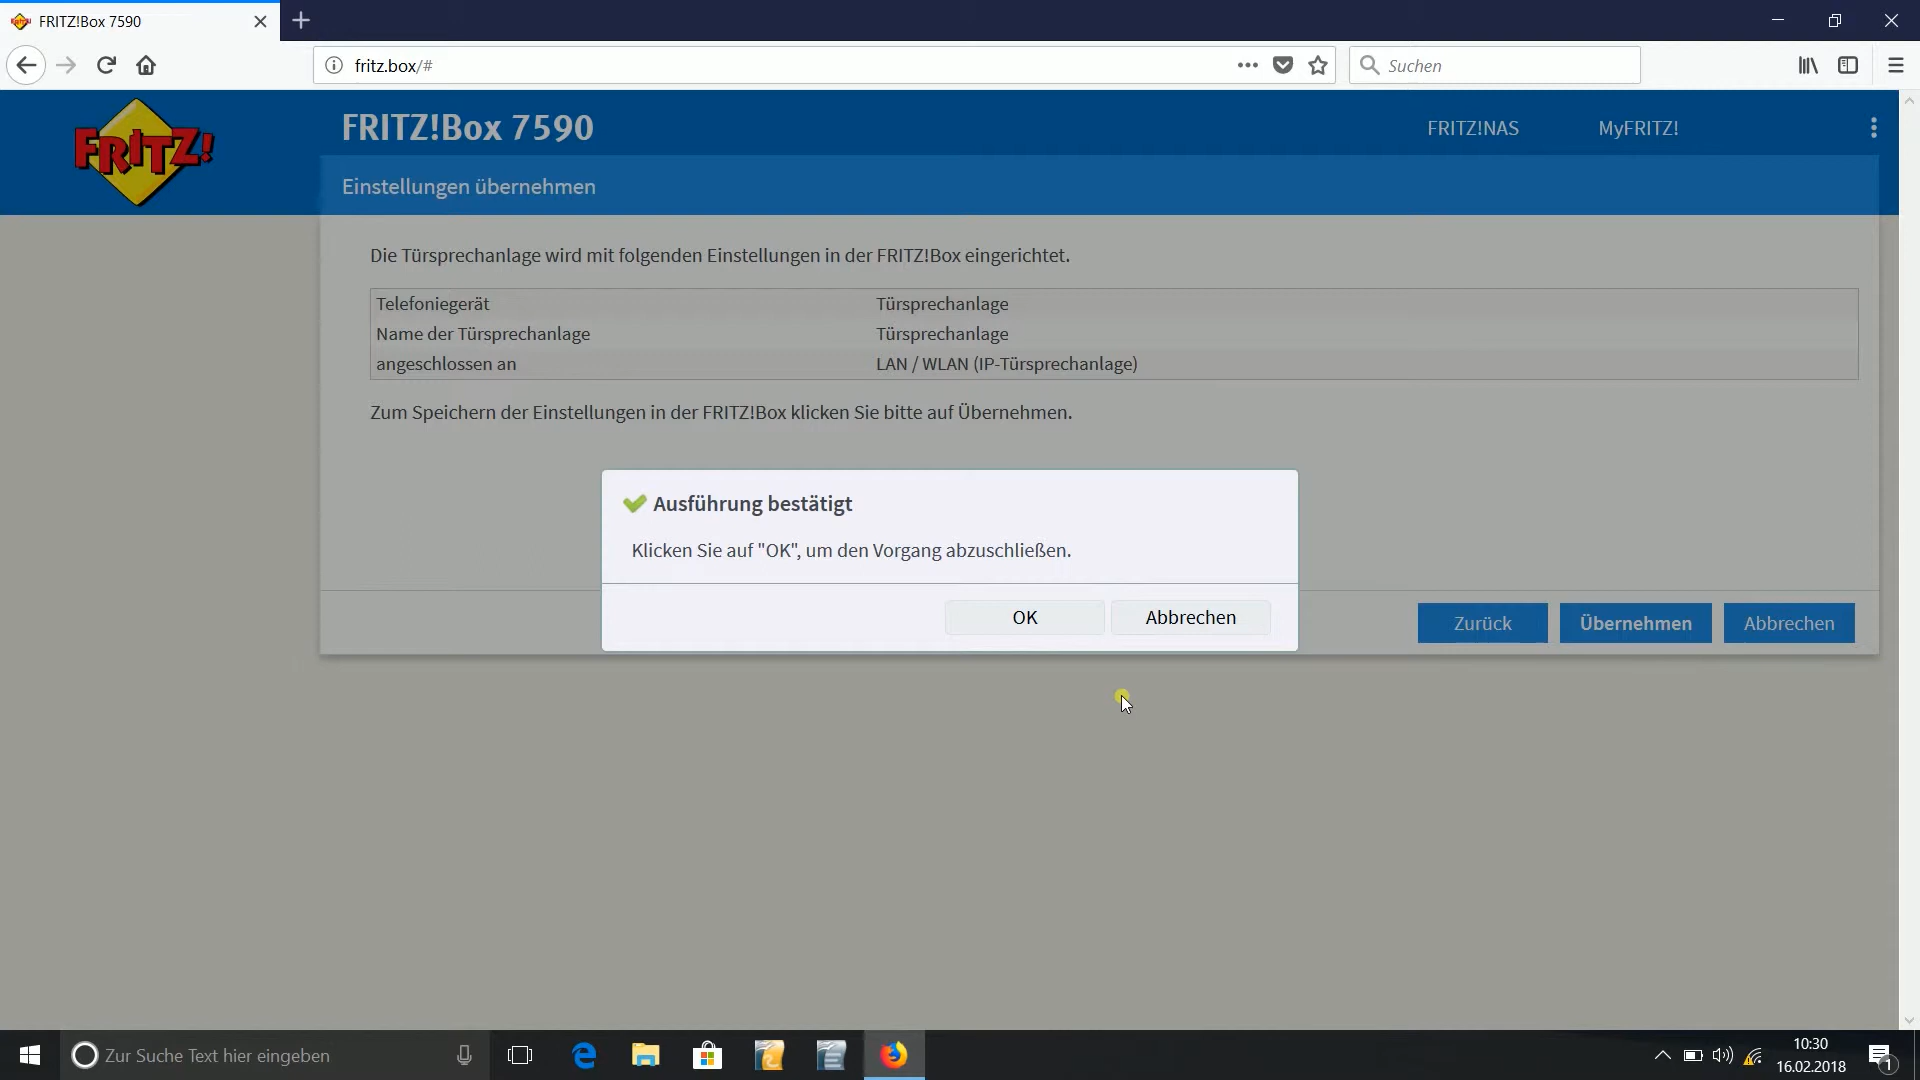 FRITZ!Box 7590
fritz.box/#
Suchen
FRITZ!
FRITZ!Box 7590
FRITZ!NAS
MyFRITZ!
Einstellungen übernehmen
Die Türsprechanlage wird mit folgenden Einstellungen in der FRITZ!Box eingerichtet.
Telefoniegerät Türsprechanlage
Name der Türsprechanlage Türsprechanlage
angeschlossen an LAN / WLAN (IP-Türsprechanlage)
Zum Speichern der Einstellungen in der FRITZ!Box klicken Sie bitte auf Übernehmen.
Ausführung bestätigt
Klicken Sie auf "OK", um den Vorgang abzuschließen.
OK
Abbrechen
Zurück
Übernehmen
Abbrechen
Zur Suche Text hier eingeben
10:30
16.02.2018
1